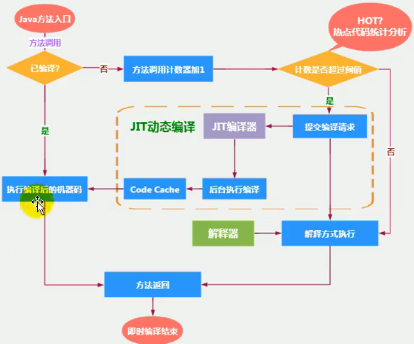 Java方法入口
HOT?
热点代码统计分析
方法调用
已编译?
否
方法调用计数器加1
计数是否超过阀值
是
是
JIT动态编译
JIT编译器
提交编译请求
否
执行编译后的机器码
Code Cache
后台执行编译
解释器
解释方式执行
方法返回
即时编译结束